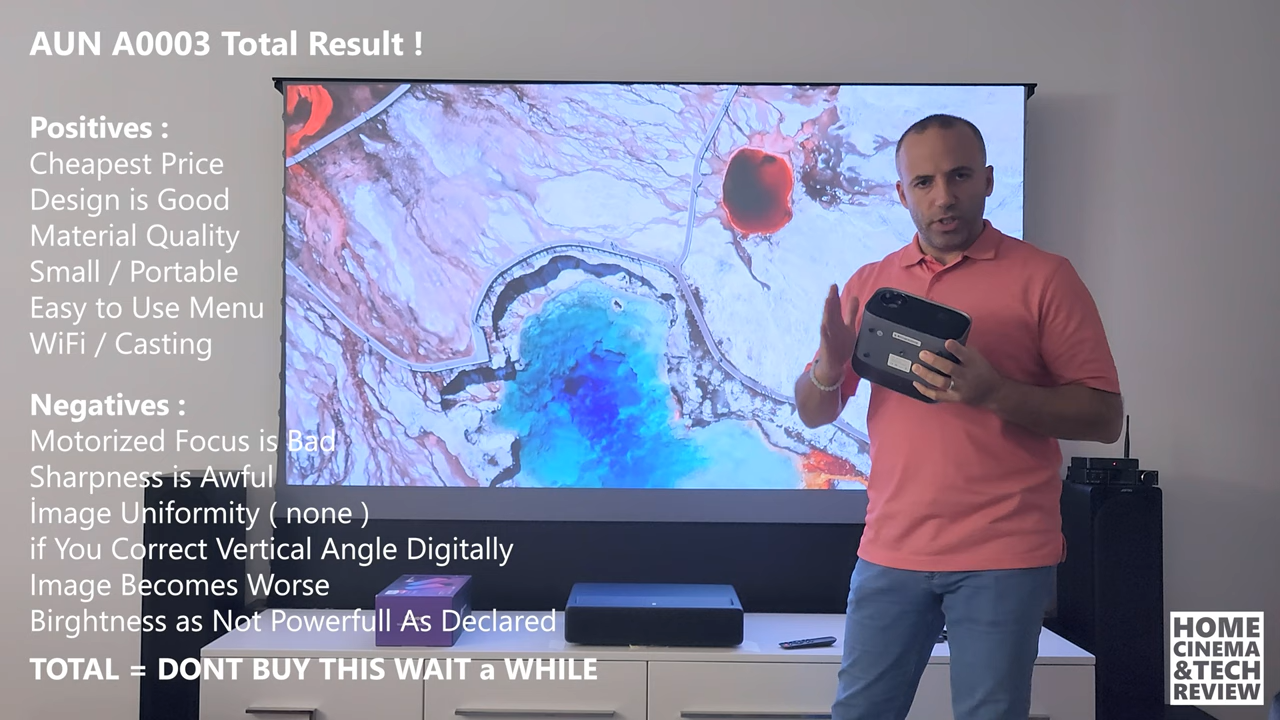 AUN A0003 Total Result !
Positives :
Cheapest Price
Design is Good
Material Quality
Small / Portable
Easy to Use Menu
WiFi / Casting
Negatives :
Motorized Focus is Bad
Sharpness is Awful
İmage Uniformity ( none )
if You Correct Vertical Angle Digitally
Image Becomes Worse
Birghtness as Not Powerfull As Declared
TOTAL = DONT BUY THIS WAIT a WHILE
HOME
CINEMA
&TECH
REVIEW